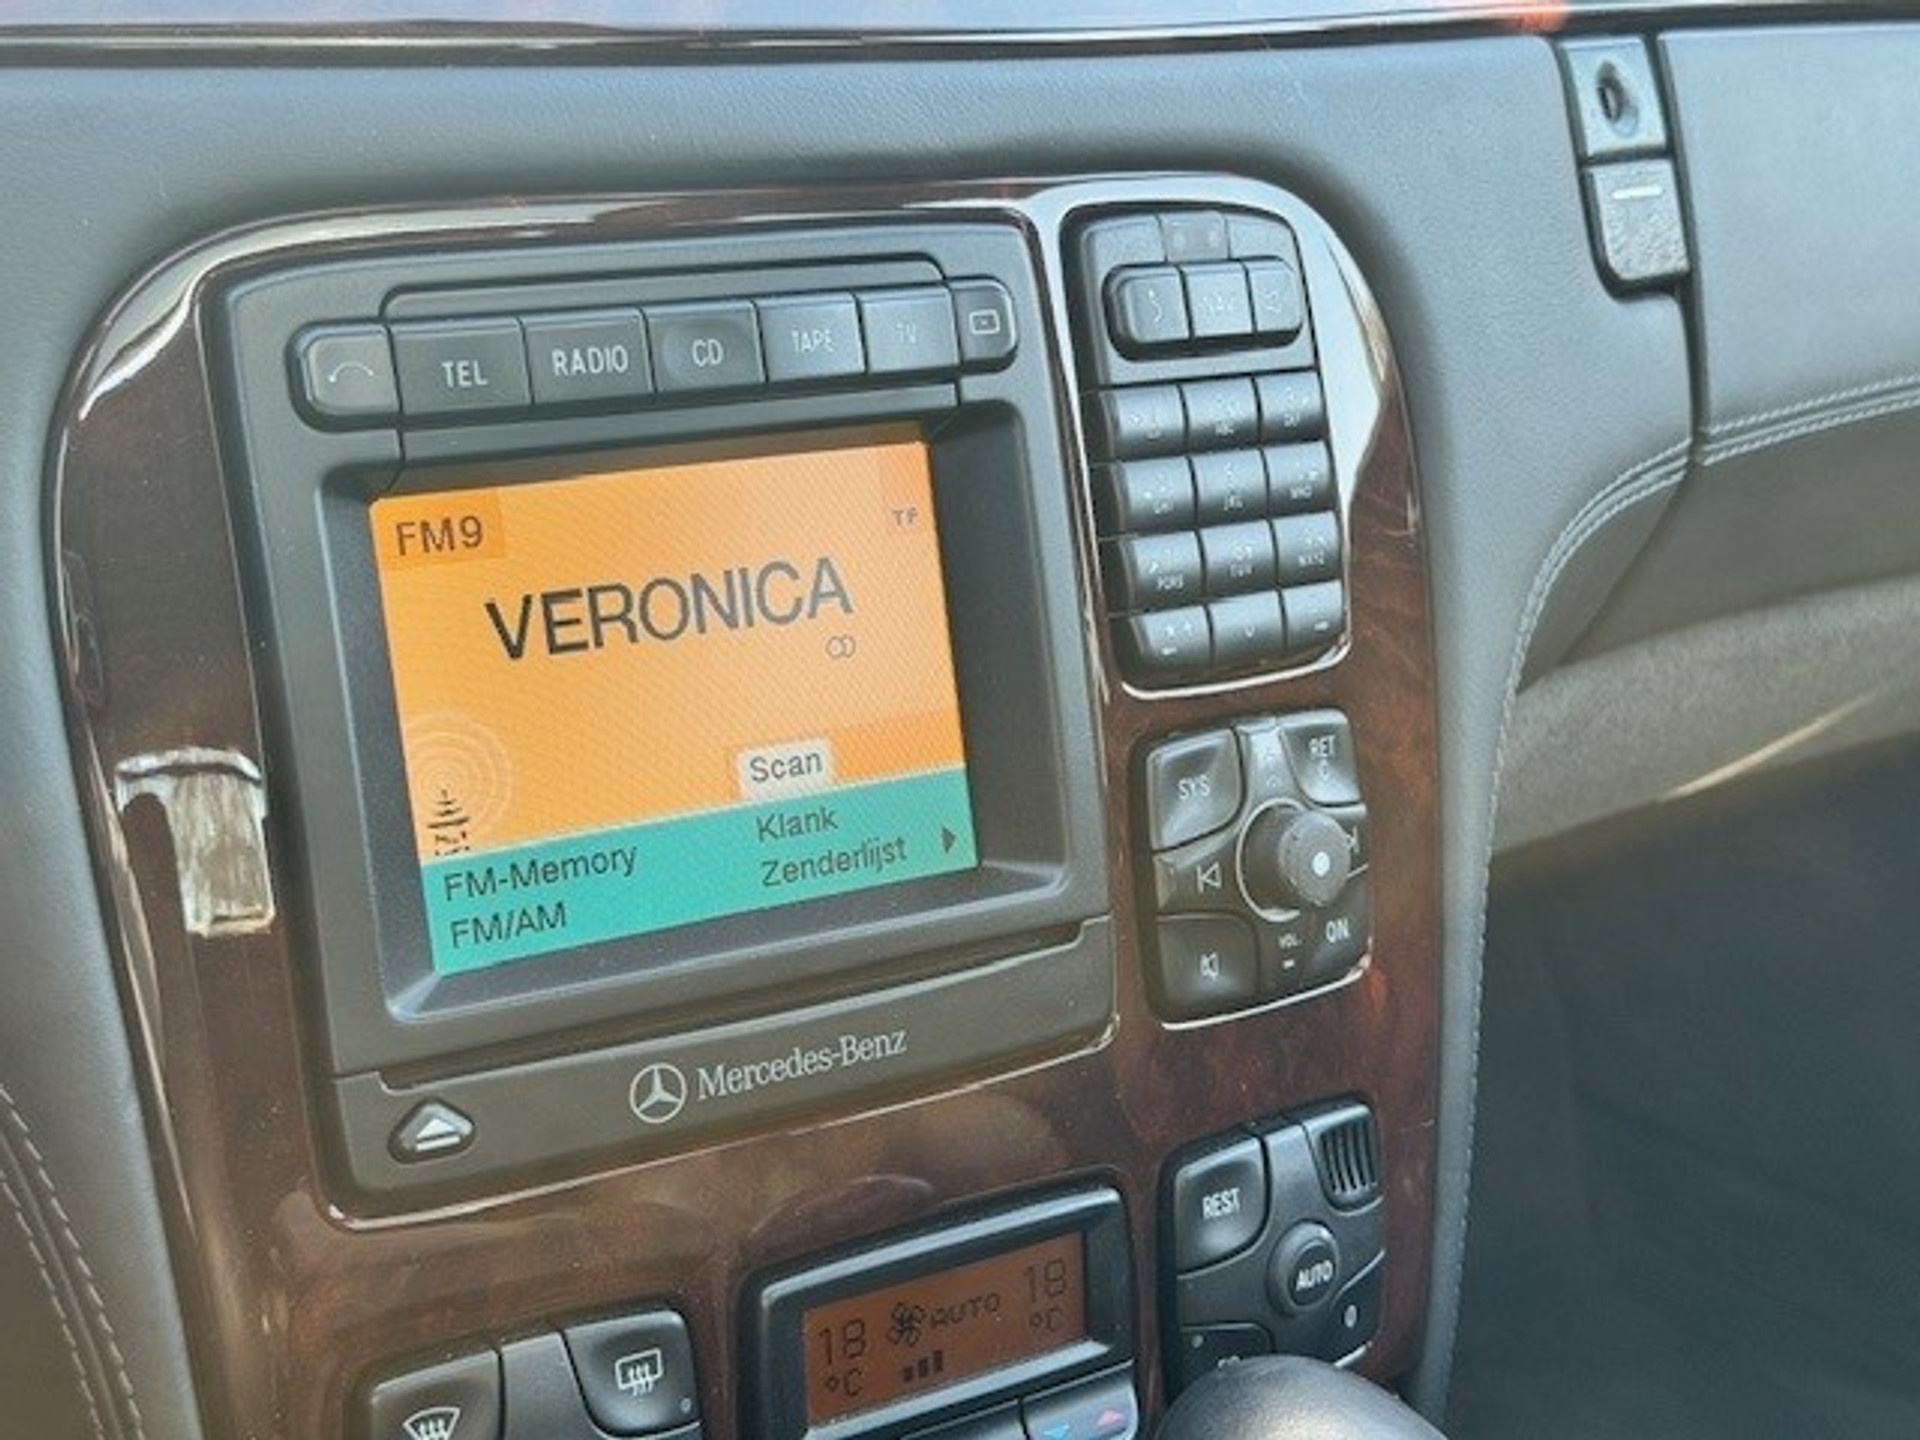 TEL RADIO CD TAPE TV
NAV
FM9
TP
VERONICA
Scan
Klank
FM-Memory
Zenderlijst
FM/AM
SYS
RET
VOL
ON
Mercedes-Benz
REST
AUTO
18 AUTO 18
°C °C